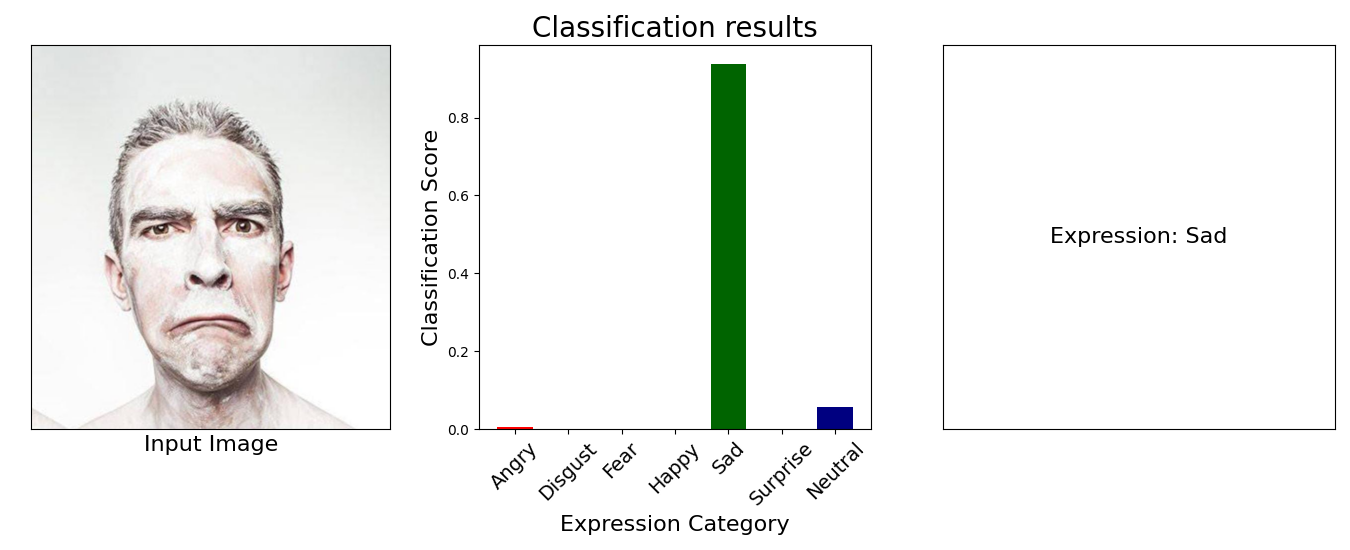 Classification results
Input Image
Classification Score
0.8
0.6
0.4
0.2
0.0
Angry
Disgust
Fear
Happy
Sad
Surprise
Neutral
Expression Category
Expression: Sad